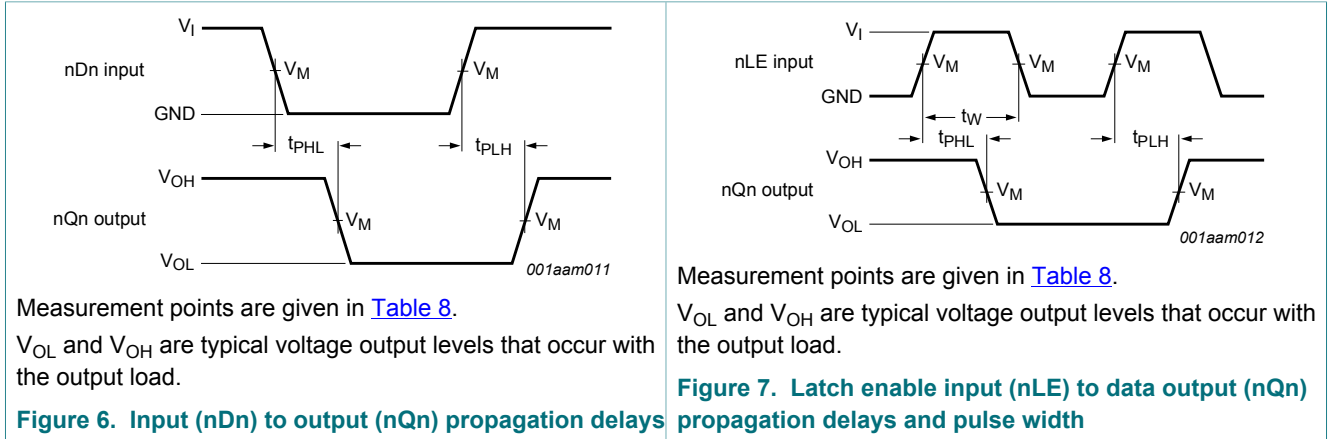 V_I
nDn input
V_M
V_M
GND
t_PHL
t_PLH
V_OH
nQn output
V_M
V_M
V_OL
001aam011
Measurement points are given in Table 8.
V_OL and V_OH are typical voltage output levels that occur with
the output load.
Figure 6. Input (nDn) to output (nQn) propagation delays
V_I
nLE input
V_M
V_M
V_M
GND
t_W
t_PHL
t_PLH
V_OH
nQn output
V_M
V_M
V_OL
001aam012
Measurement points are given in Table 8.
V_OL and V_OH are typical voltage output levels that occur with
the output load.
Figure 7. Latch enable input (nLE) to data output (nQn)
propagation delays and pulse width